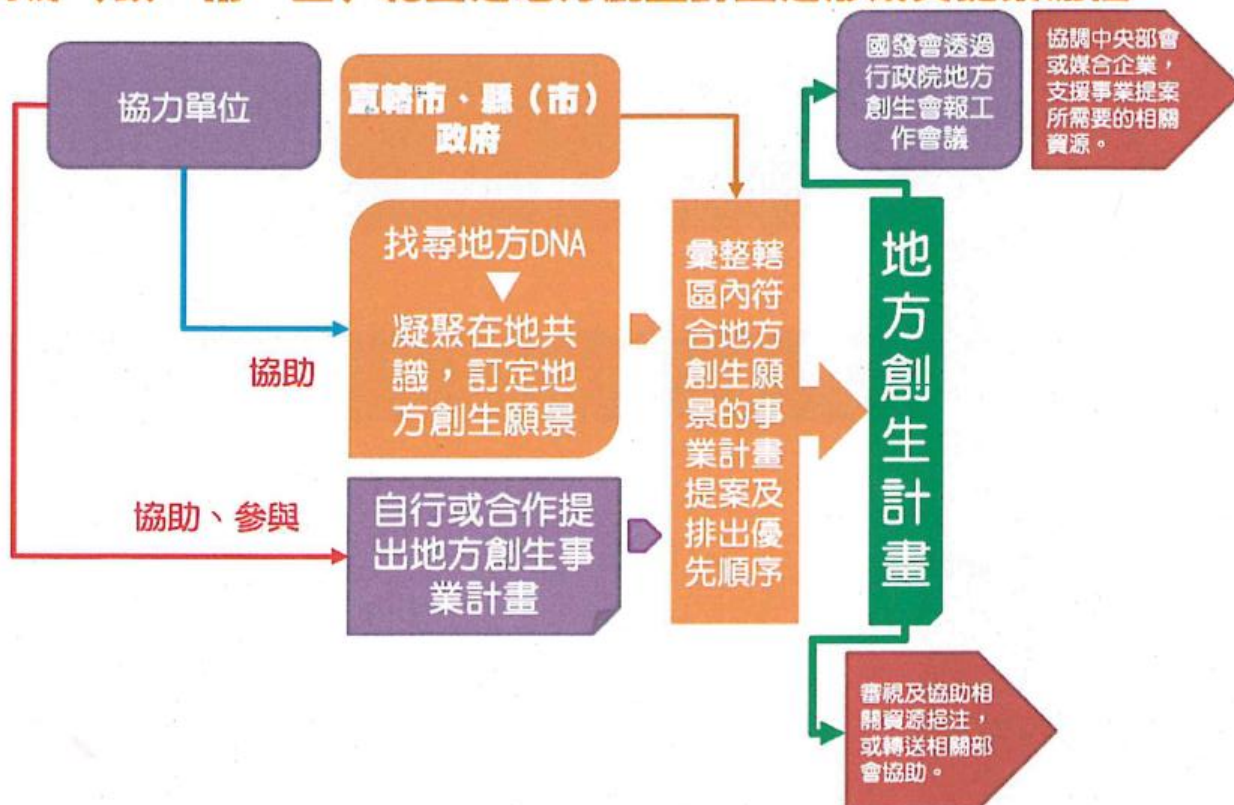 協力單位
直轄市、縣(市)
政府
國發會透過
行政院地方
創生會報工
作會議
協調中央部會
或媒合企業，
支援事業提案
所需要的相關
資源。
找尋地方DNA
凝聚在地共
識，訂定地
方創生願景
協助
彙整轄
區內符
合地方
創生願
景的事
業計畫
提案及
排出優
先順序
地方創生計畫
協助、參與
自行或合作提
出地方創生事
業計畫
審視及協助相
關資源挹注，
或轉送相關部
會協助。